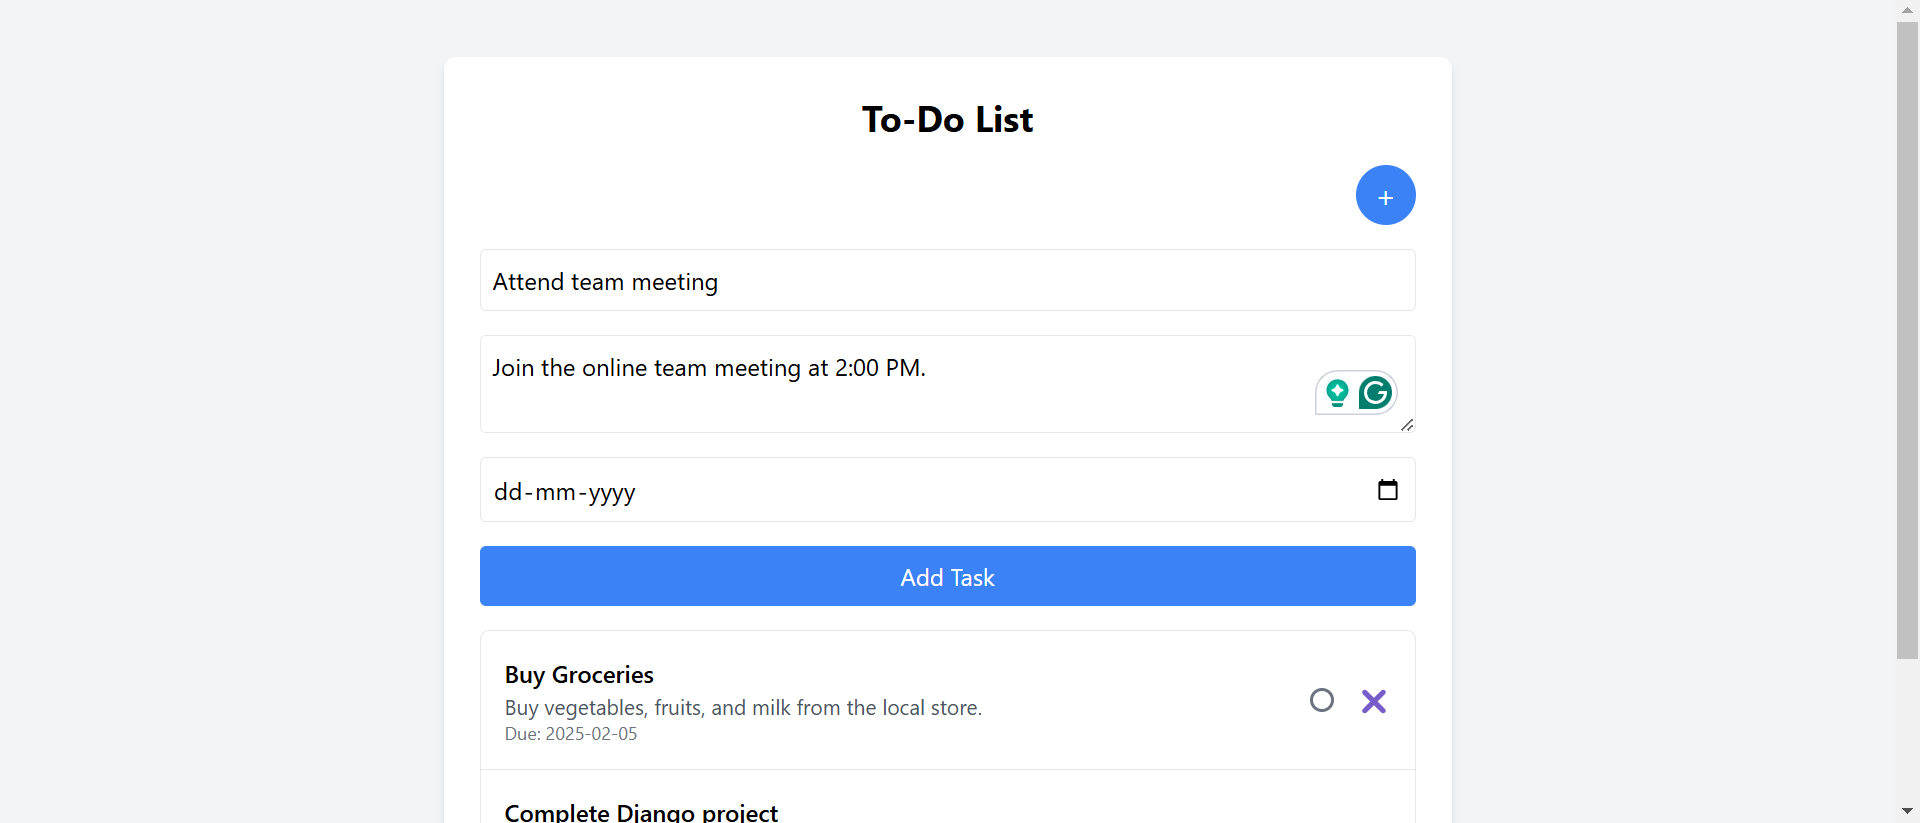 To-Do List
+
Attend team meeting
Join the online team meeting at 2:00 PM.
dd-mm-yyyy
Add Task
Buy Groceries
Buy vegetables, fruits, and milk from the local store.
Due: 2025-02-05
Complete Django project